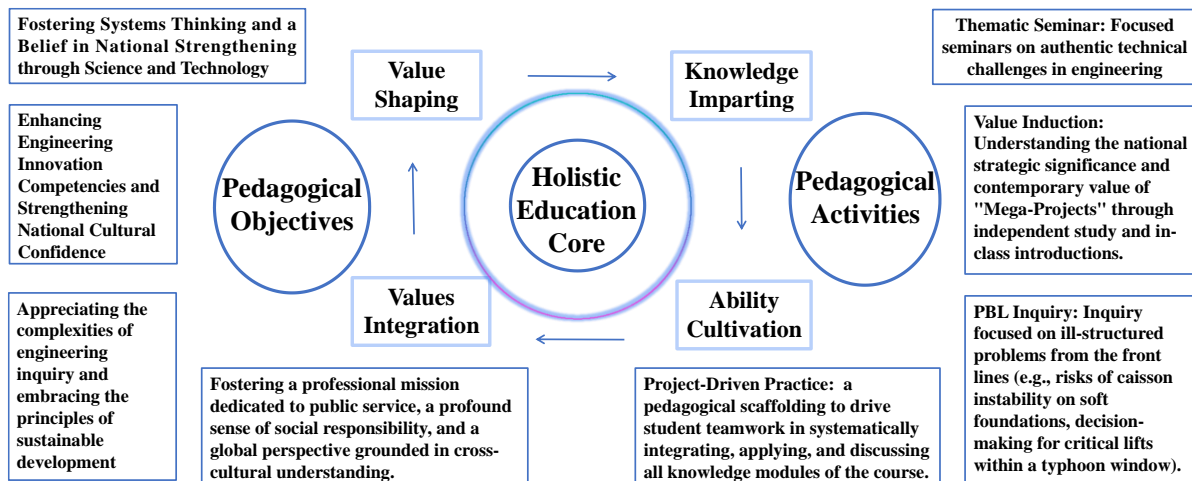 Fostering Systems Thinking and a
Belief in National Strengthening
through Science and Technology
Enhancing
Engineering
Innovation
Competencies and
Strengthening
National Cultural
Confidence
Appreciating the
complexities of
engineering
inquiry and
embracing the
principles of
sustainable
development
Pedagogical
Objectives
Value
Shaping
Values
Integration
Holistic
Education
Core
Knowledge
Imparting
Ability
Cultivation
Pedagogical
Activities
Fostering a professional mission
dedicated to public service, a profound
sense of social responsibility, and a
global perspective grounded in cross-
cultural understanding.
Project-Driven Practice:  a
pedagogical scaffolding to drive
student teamwork in systematically
integrating, applying, and discussing
all knowledge modules of the course.
Thematic Seminar: Focused
seminars on authentic technical
challenges in engineering
Value Induction:
Understanding the national
strategic significance and
contemporary value of
"Mega-Projects" through
independent study and in-
class introductions.
PBL Inquiry: Inquiry
focused on ill-structured
problems from the front
lines (e.g., risks of caisson
instability on soft
foundations, decision-
making for critical lifts
within a typhoon window).